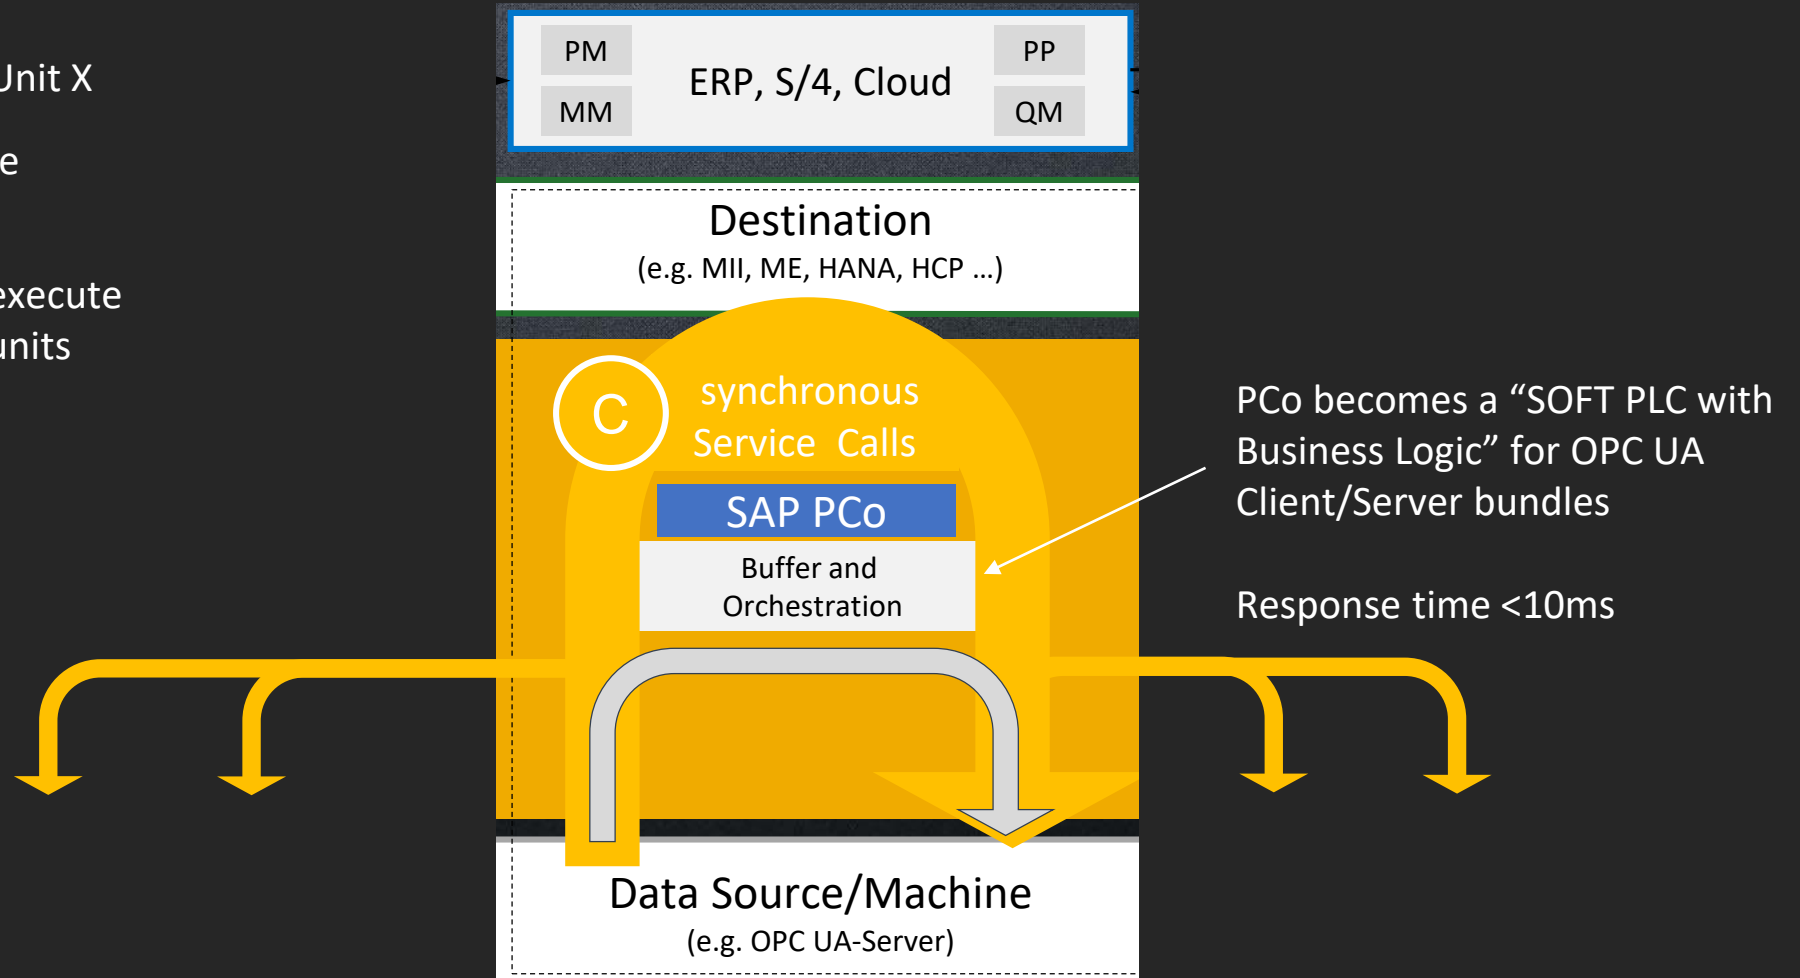 Unit X
e
execute
units
PM
PP
ERP, S/4, Cloud
MM
QM
Destination
(e.g. MII, ME, HANA, HCP ...)
C
synchronous
Service Calls
SAP PCo
Buffer and
Orchestration
PCo becomes a “SOFT PLC with
Business Logic” for OPC UA
Client/Server bundles
Response time <10ms
Data Source/Machine
(e.g. OPC UA-Server)